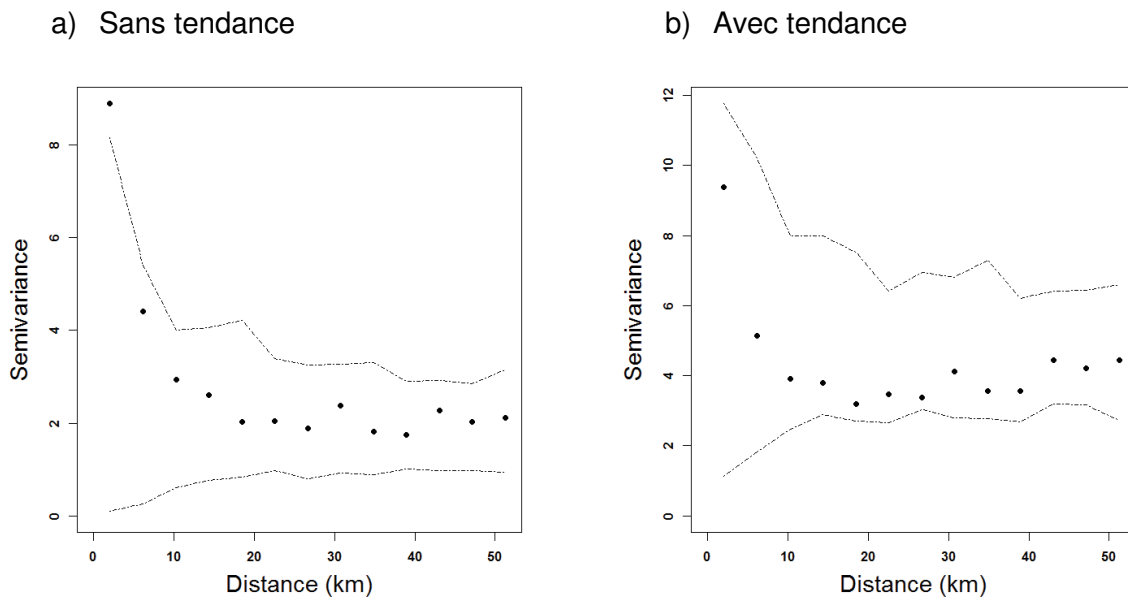 a) Sans tendance
Semivariance
0 2 4 6 8
0 10 20 30 40 50
Distance (km)
b) Avec tendance
Semivariance
0 2 4 6 8 10 12
0 10 20 30 40 50
Distance (km)